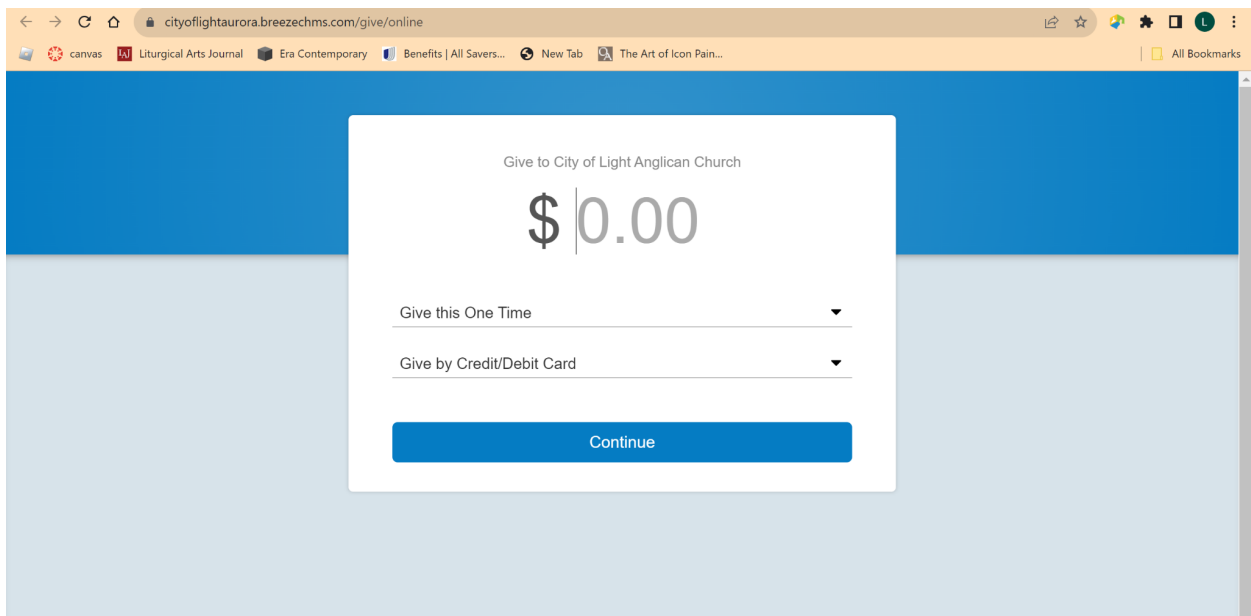 cityoflightaurora.breezechms.com/give/online
L
canvas LAJ Liturgical Arts Journal Era Contemporary Benefits | All Savers... New Tab The Art of Icon Pain... All Bookmarks
Give to City of Light Anglican Church
$ 0.00
Give this One Time
Give by Credit/Debit Card
Continue